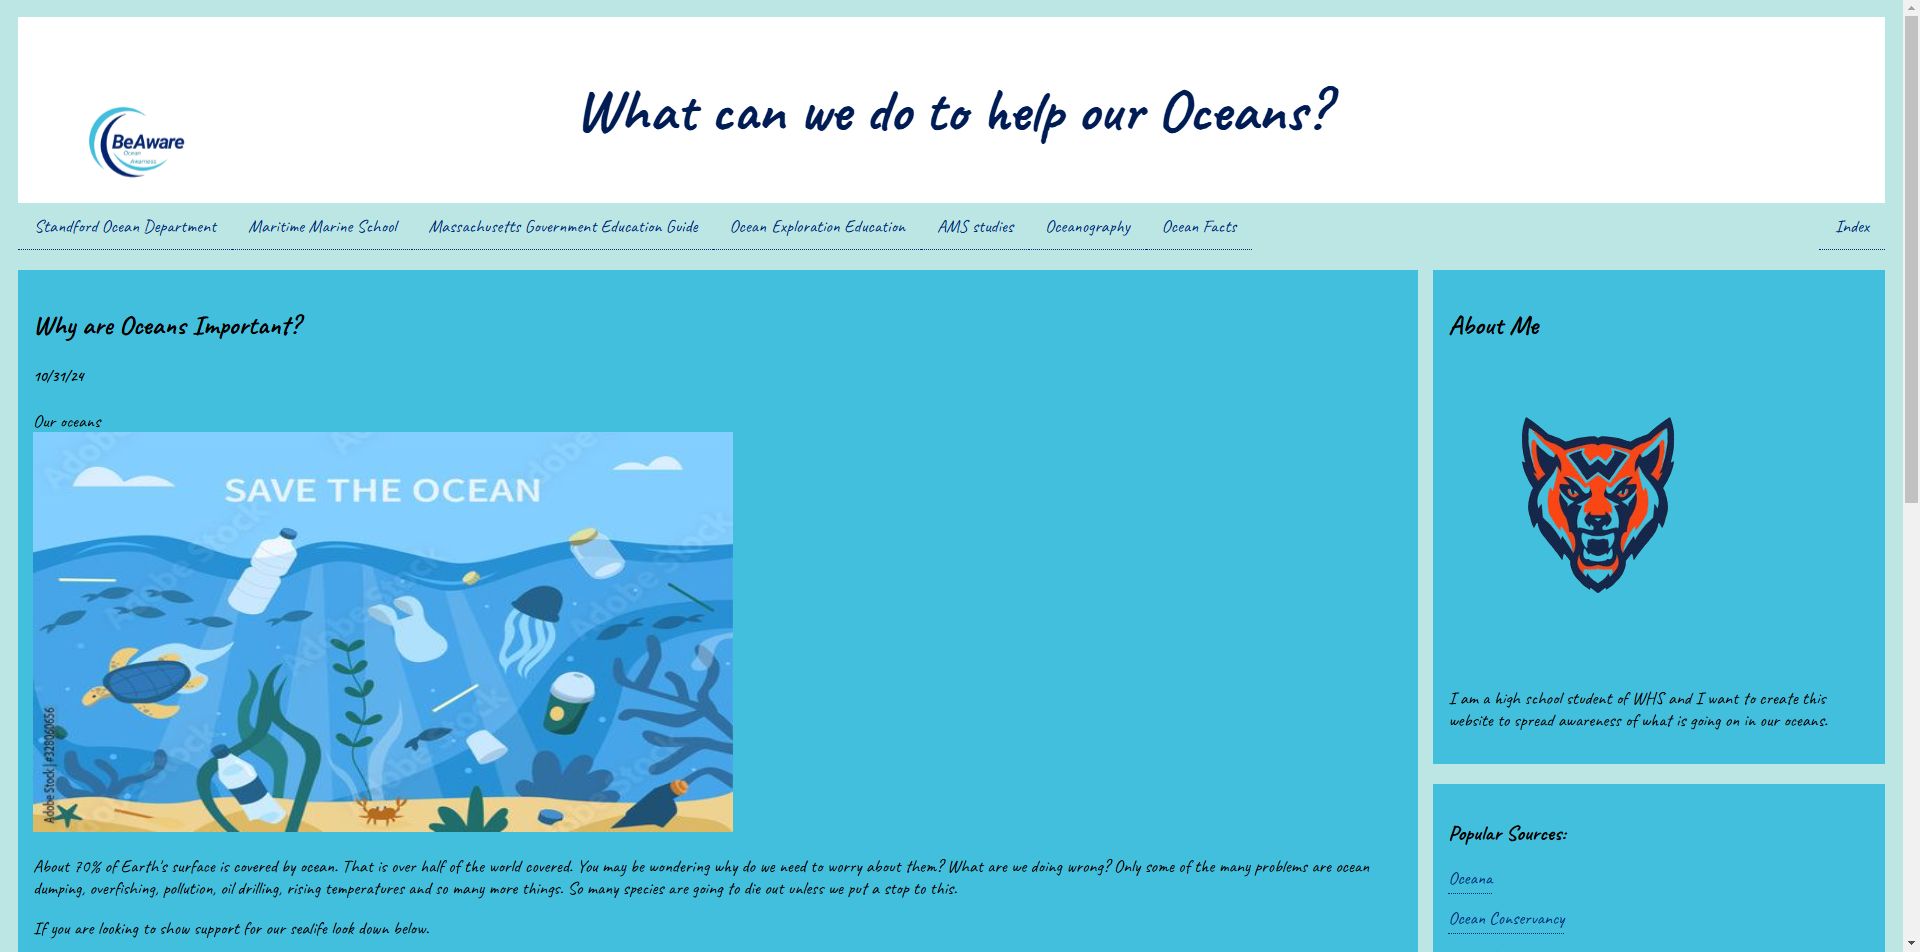 What can we do to help our Oceans?
BeAware
Ocean
Awarness
Standford Ocean Department Maritime Marine School Massachusetts Government Education Guide Ocean Exploration Education AMS studies Oceanography Ocean Facts Index
Why are Oceans Important?
10/31/24
Our oceans
SAVE THE OCEAN
Adobe Stock | #328060656
About 70% of Earth's surface is covered by ocean. That is over half of the world covered. You may be wondering why do we need to worry about them? What are we doing wrong? Only some of the many problems are ocean
dumping, overfishing, pollution, oil drilling, rising temperatures and so many more things. So many species are going to die out unless we put a stop to this.
If you are looking to show support for our sealife look down below.
About Me
I am a high school student of WHS and I want to create this
website to spread awareness of what is going on in our oceans.
Popular Sources:
Oceana
Ocean Conservancy